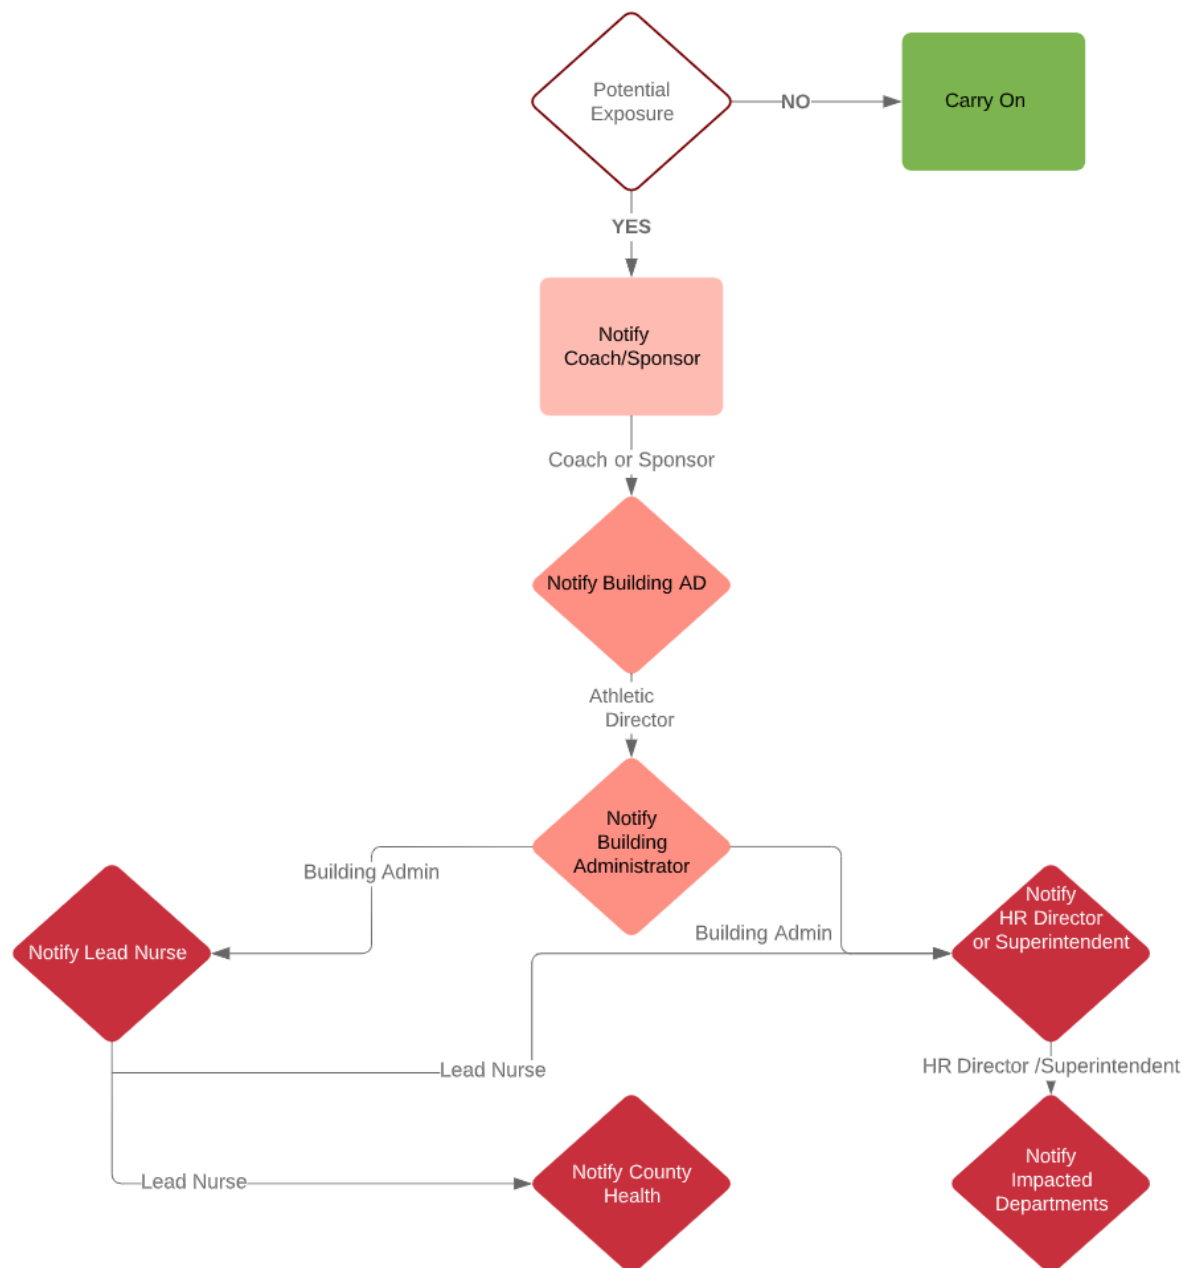 Potential
Exposure
NO
Carry On
YES
Notify
Coach/Sponsor
Coach or Sponsor
Notify Building AD
Athletic
Director
Notify
Building
Administrator
Building Admin
Building Admin
Notify Lead Nurse
Notify
HR Director
or Superintendent
Lead Nurse
HR Director /Superintendent
Lead Nurse
Notify County
Health
Notify
Impacted
Departments